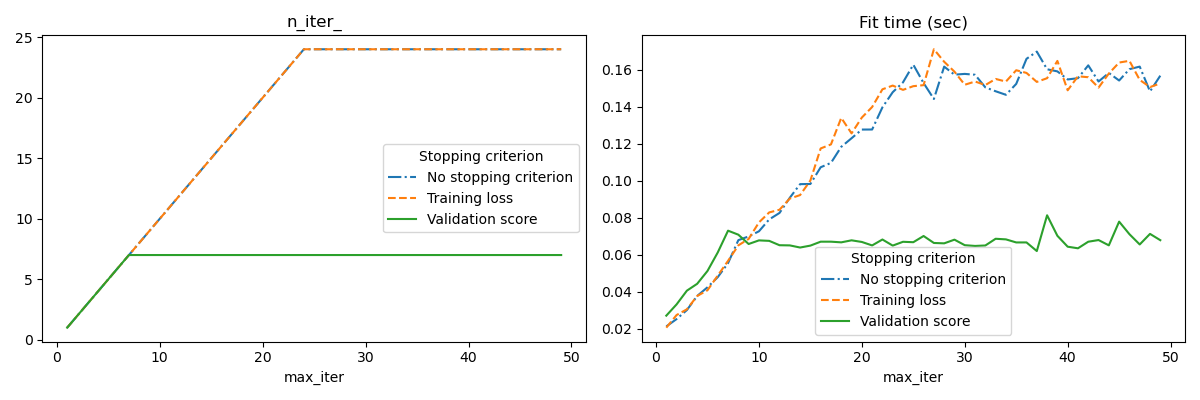 n_iter_
25
20
15
10
5
0
Stopping criterion
No stopping criterion
Training loss
Validation score
0 10 20 30 40 50
max_iter
Fit time (sec)
0.16
0.14
0.12
0.10
0.08
0.06
0.04
0.02
Stopping criterion
No stopping criterion
Training loss
Validation score
0 10 20 30 40 50
max_iter